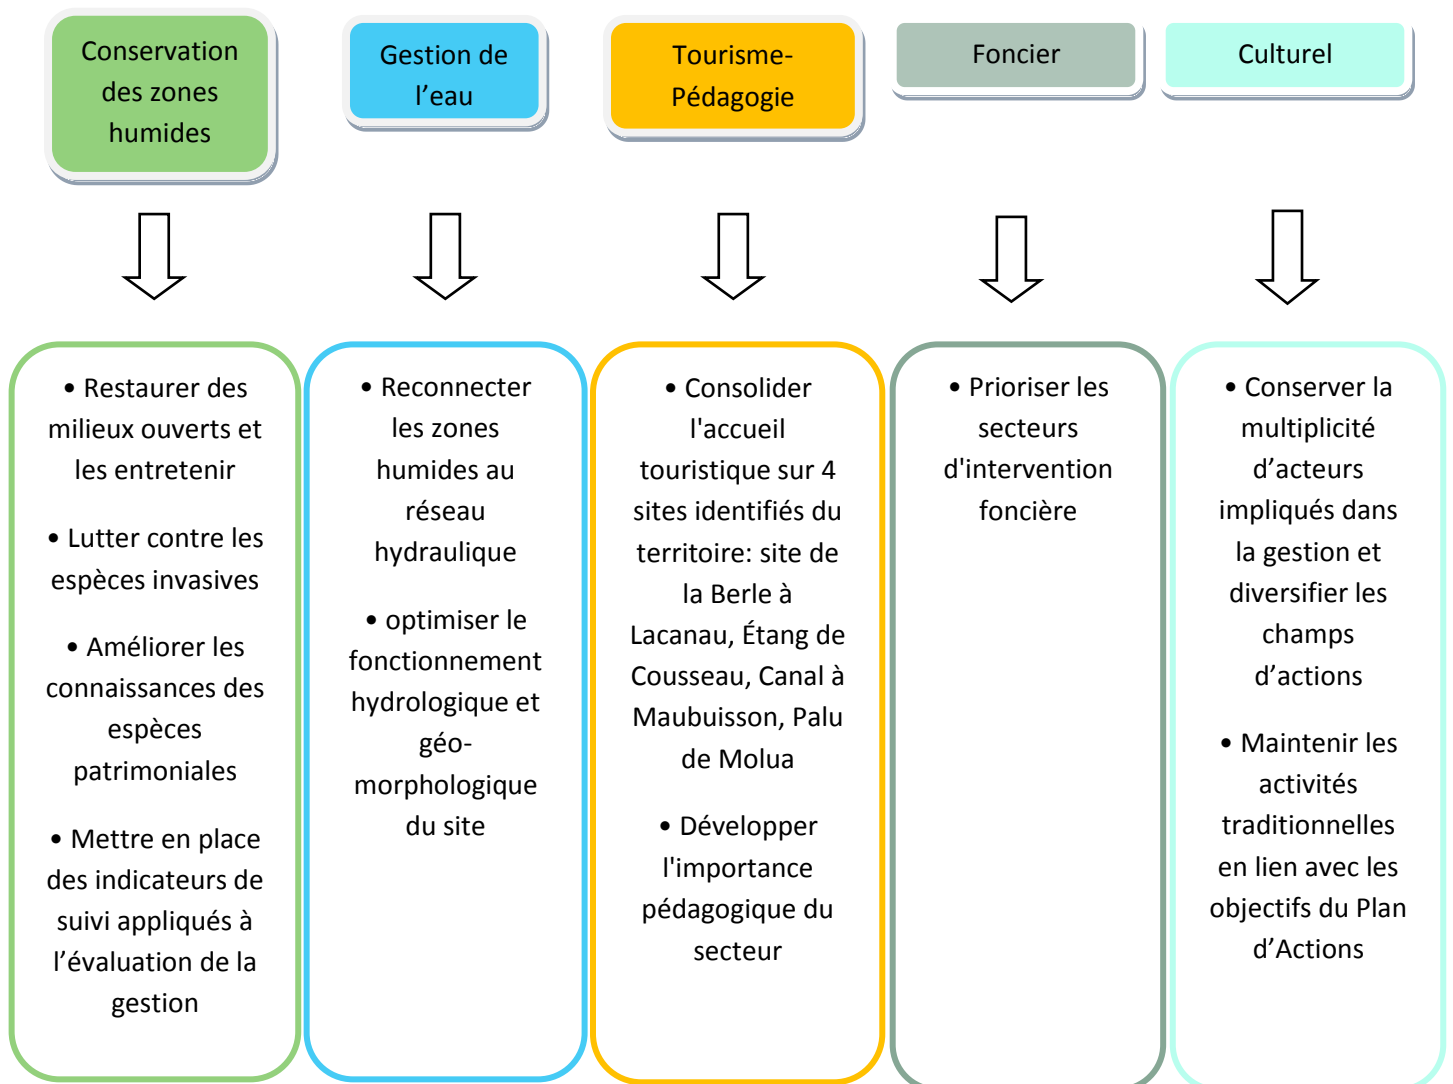 Conservation
des zones
humides
Gestion de
l’eau
Tourisme-
Pédagogie
Foncier
Culturel
• Restaurer des
milieux ouverts et
les entretenir
• Lutter contre les
espèces invasives
• Améliorer les
connaissances des
espèces
patrimoniales
• Mettre en place
des indicateurs de
suivi appliqués à
l’évaluation de la
gestion
• Reconnecter
les zones
humides au
réseau
hydraulique
• optimiser le
fonctionnement
hydrologique et
géo-
morphologique
du site
• Consolider
l'accueil
touristique sur 4
sites identifiés du
territoire: site de
la Berle à
Lacanau, Étang de
Cousseau, Canal à
Maubuisson, Palu
de Molua
• Développer
l'importance
pédagogique du
secteur
• Prioriser les
secteurs
d'intervention
foncière
• Conserver la
multiplicité
d’acteurs
impliqués dans
la gestion et
diversifier les
champs
d’actions
• Maintenir les
activités
traditionnelles
en lien avec les
objectifs du Plan
d’Actions